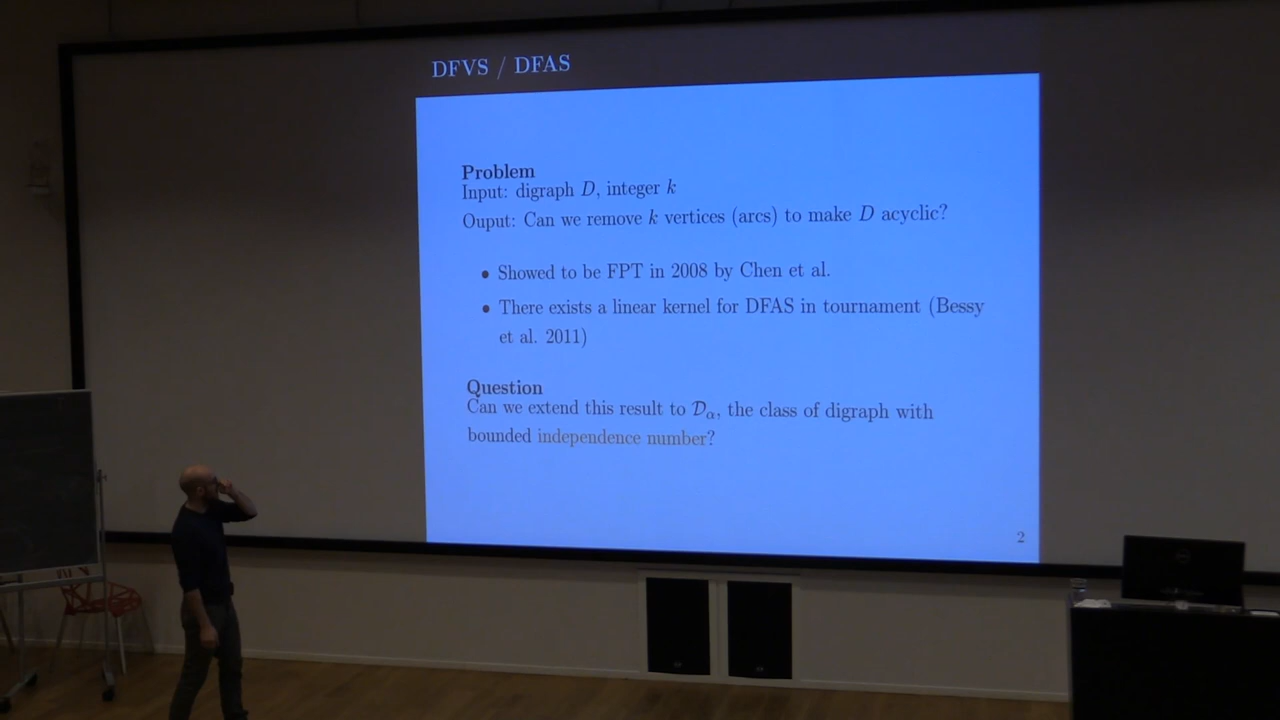 DFVS / DFAS
Problem
Input: digraph D, integer k
Ouput: Can we remove k vertices (arcs) to make D acyclic?
• Showed to be FPT in 2008 by Chen et al.
• There exists a linear kernel for DFAS in tournament (Bessy
et al. 2011)
Question
Can we extend this result to 𝒟α, the class of digraph with
bounded independence number?
2